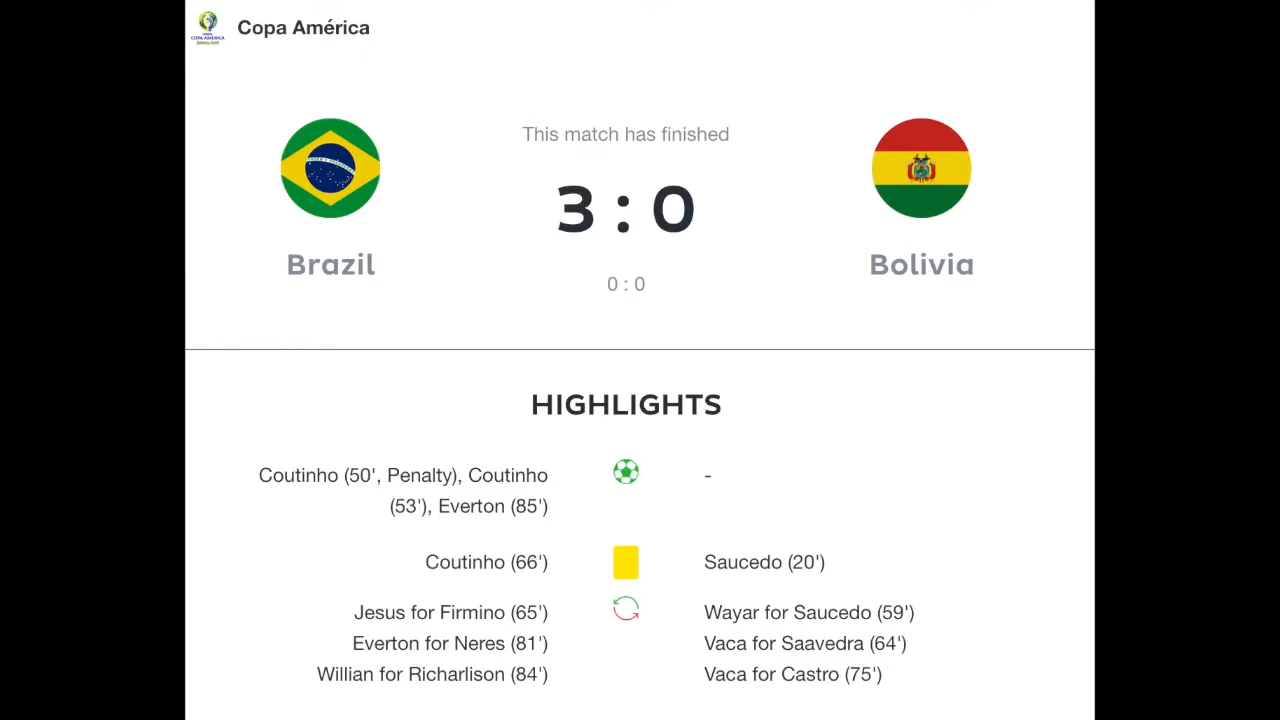 Copa América
COPA AMERICA
This match has finished
3 : 0
Brazil
Bolivia
0 : 0
HIGHLIGHTS
Coutinho (50', Penalty), Coutinho
(53'), Everton (85')
-
Coutinho (66')
Saucedo (20')
Jesus for Firmino (65')
Wayar for Saucedo (59')
Everton for Neres (81')
Vaca for Saavedra (64')
Willian for Richarlison (84')
Vaca for Castro (75')